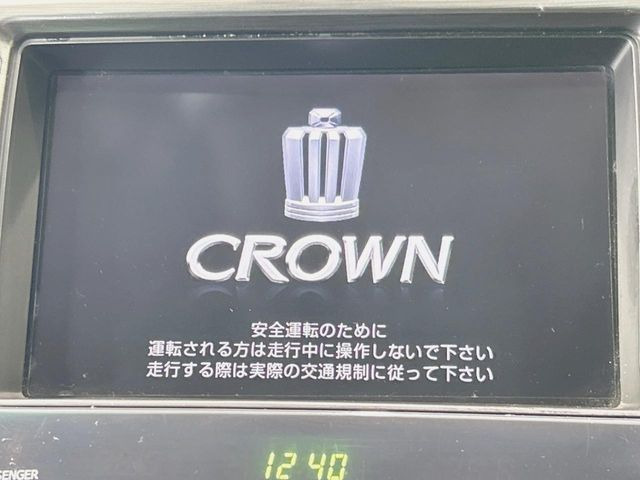 CROWN
安全運転のために
運転される方は走行中に操作しないで下さい
走行する際は実際の交通規制に従って下さい
12 40